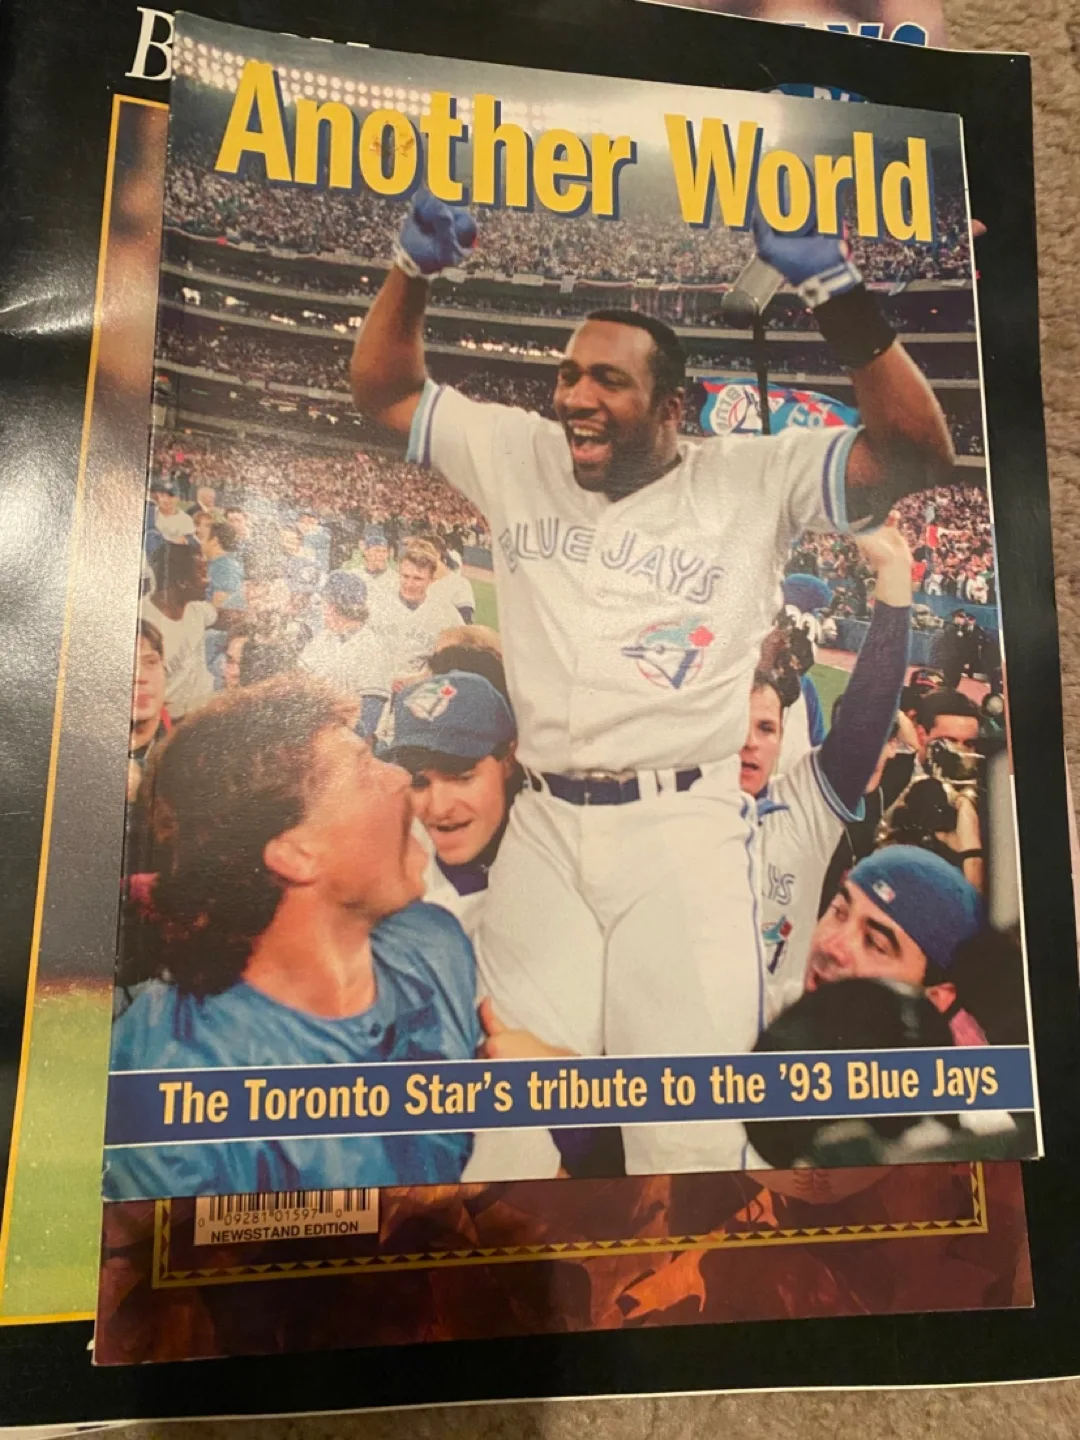 Another World
BLUE JAYS
The Toronto Star's tribute to the '93 Blue Jays
0 09281 01597 0
NEWSSTAND EDITION